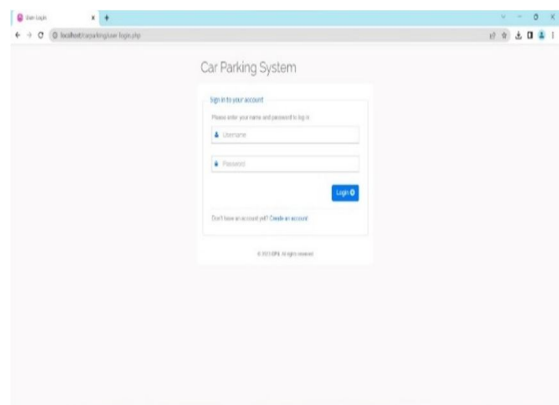 User Login
localhost/carparking/user-login.php
Car Parking System
Sign in to your account
Please enter your name and password to log in.
Username
Password
Login
Don't have an account yet? Create an account
All rights reserved